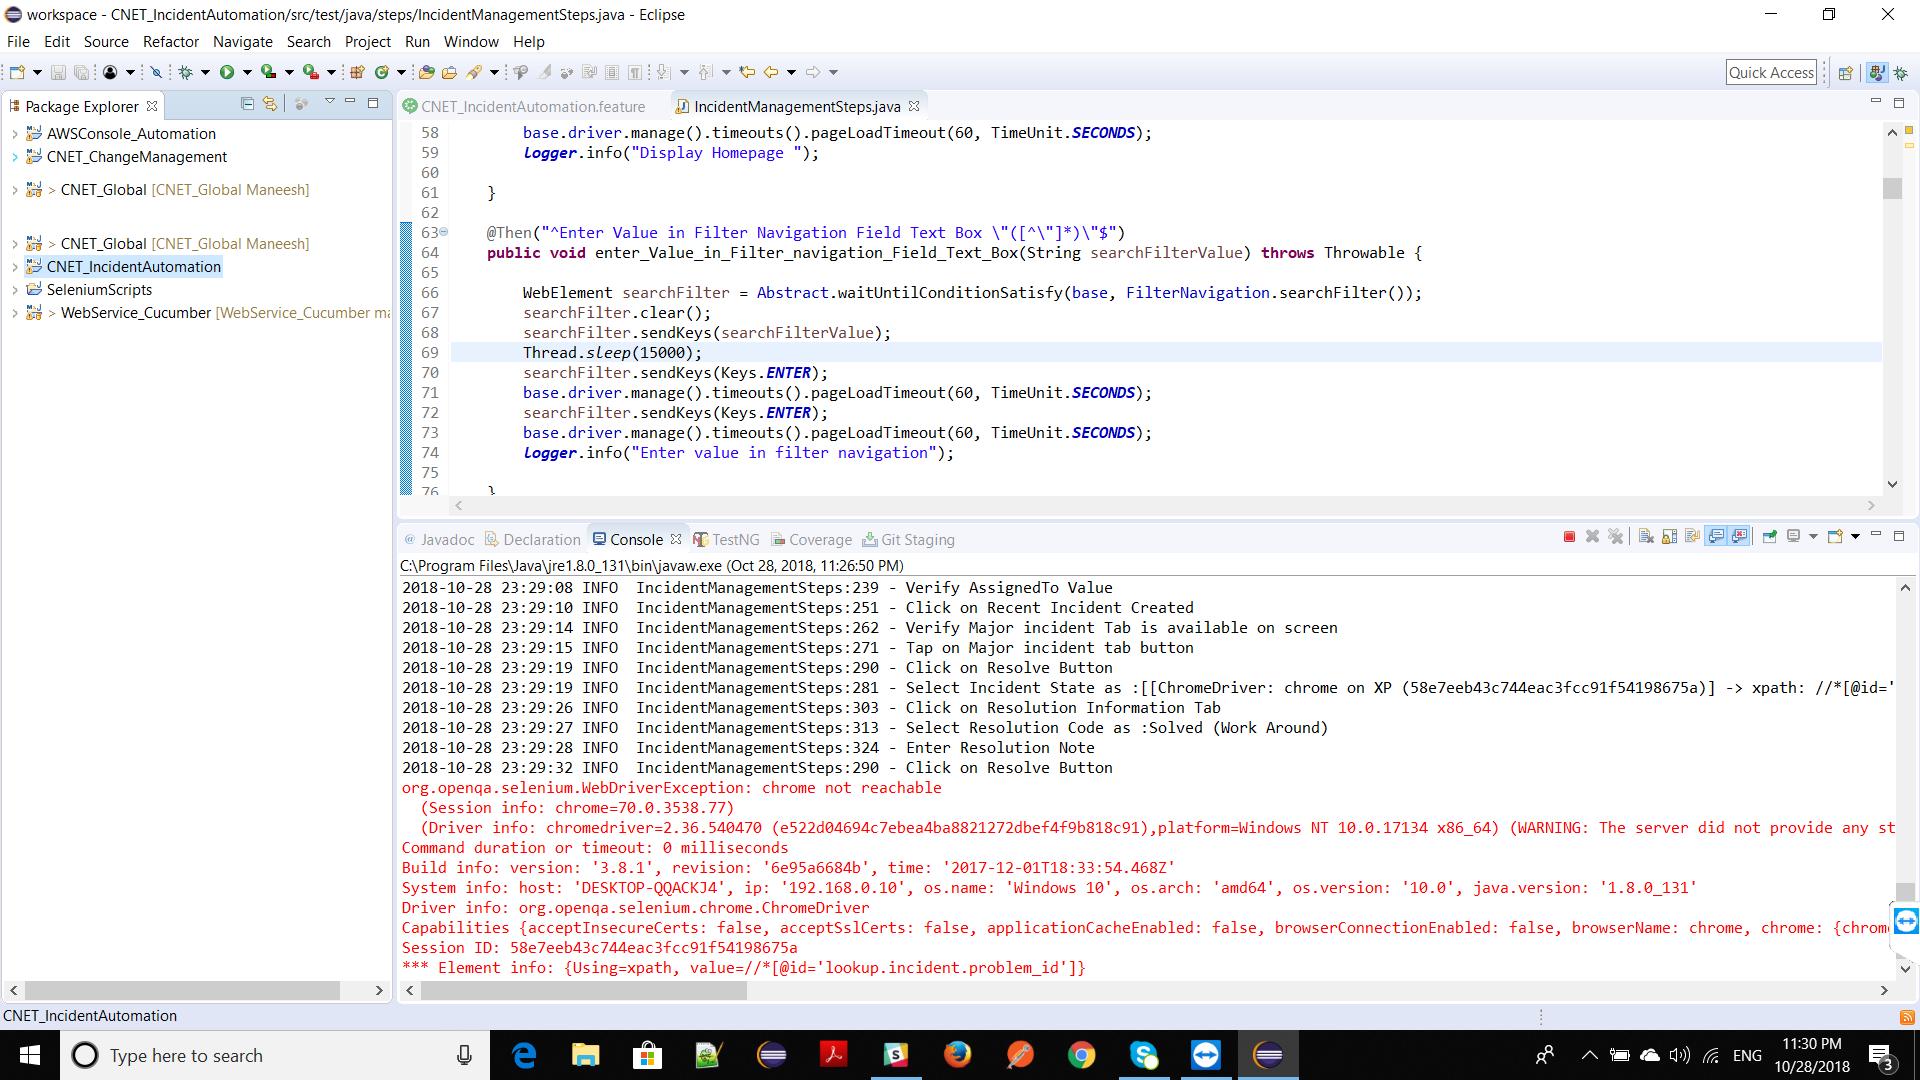 workspace - CNET_IncidentAutomation/src/test/java/steps/IncidentManagementSteps.java - Eclipse
File Edit Source Refactor Navigate Search Project Run Window Help
Quick Access
Package Explorer
AWSConsole_Automation
CNET_ChangeManagement
> CNET_Global [CNET_Global Maneesh]
> CNET_Global [CNET_Global Maneesh]
CNET_IncidentAutomation
SeleniumScripts
> WebService_Cucumber [WebService_Cucumber ma
CNET_IncidentAutomation.feature IncidentManagementSteps.java
58 base.driver.manage().timeouts().pageLoadTimeout(60, TimeUnit.SECONDS);
59 logger.info("Display Homepage ");
60
61 }
62
63 @Then("^Enter Value in Filter Navigation Field Text Box \"([^\"]*)\"$")
64 public void enter_Value_in_Filter_navigation_Field_Text_Box(String searchFilterValue) throws Throwable {
65
66 WebElement searchFilter = Abstract.waitUntilConditionSatisfy(base, FilterNavigation.searchFilter());
67 searchFilter.clear();
68 searchFilter.sendKeys(searchFilterValue);
69 Thread.sleep(15000);
70 searchFilter.sendKeys(Keys.ENTER);
71 base.driver.manage().timeouts().pageLoadTimeout(60, TimeUnit.SECONDS);
72 searchFilter.sendKeys(Keys.ENTER);
73 base.driver.manage().timeouts().pageLoadTimeout(60, TimeUnit.SECONDS);
74 logger.info("Enter value in filter navigation");
75
76 }
@ Javadoc Declaration Console TestNG Coverage Git Staging
C:\Program Files\Java\jre1.8.0_131\bin\javaw.exe (Oct 28, 2018, 11:26:50 PM)
2018-10-28 23:29:08 INFO IncidentManagementSteps:239 - Verify AssignedTo Value
2018-10-28 23:29:10 INFO IncidentManagementSteps:251 - Click on Recent Incident Created
2018-10-28 23:29:14 INFO IncidentManagementSteps:262 - Verify Major incident Tab is available on screen
2018-10-28 23:29:15 INFO IncidentManagementSteps:271 - Tap on Major incident tab button
2018-10-28 23:29:19 INFO IncidentManagementSteps:290 - Click on Resolve Button
2018-10-28 23:29:19 INFO IncidentManagementSteps:281 - Select Incident State as :[[ChromeDriver: chrome on XP (58e7eeb43c744eac3fcc91f54198675a)] -> xpath: //*[@id='
2018-10-28 23:29:26 INFO IncidentManagementSteps:303 - Click on Resolution Information Tab
2018-10-28 23:29:27 INFO IncidentManagementSteps:313 - Select Resolution Code as :Solved (Work Around)
2018-10-28 23:29:28 INFO IncidentManagementSteps:324 - Enter Resolution Note
2018-10-28 23:29:32 INFO IncidentManagementSteps:290 - Click on Resolve Button
org.openqa.selenium.WebDriverException: chrome not reachable
(Session info: chrome=70.0.3538.77)
(Driver info: chromedriver=2.36.540470 (e522d04694c7ebea4ba8821272dbef4f9b818c91),platform=Windows NT 10.0.17134 x86_64) (WARNING: The server did not provide any st
Command duration or timeout: 0 milliseconds
Build info: version: '3.8.1', revision: '6e95a6684b', time: '2017-12-01T18:33:54.468Z'
System info: host: 'DESKTOP-QQACKJ4', ip: '192.168.0.10', os.name: 'Windows 10', os.arch: 'amd64', os.version: '10.0', java.version: '1.8.0_131'
Driver info: org.openqa.selenium.chrome.ChromeDriver
Capabilities {acceptInsecureCerts: false, acceptSslCerts: false, applicationCacheEnabled: false, browserConnectionEnabled: false, browserName: chrome, chrome: {chrom
Session ID: 58e7eeb43c744eac3fcc91f54198675a
*** Element info: {Using=xpath, value=//*[@id='lookup.incident.problem_id']}
CNET_IncidentAutomation
Type here to search
ENG
11:30 PM
10/28/2018
3